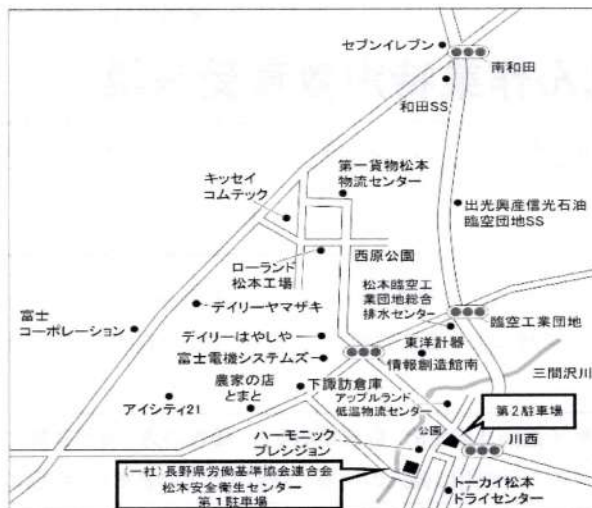 セブンイレブン
南和田
和田SS
第一貨物松本
物流センター
キッセイ
コムテック
出光興産信光石油
臨空団地SS
西原公園
ローランド
松本工場
松本臨空工
業団地総合
排水センター
デイリーヤマザキ
臨空工業団地
富士
コーポレーション
東洋計器
デイリーはやしや
富士電機システムズ
情報創造館南
三間沢川
農家の店
とまと
下諏訪倉庫
アップルランド
低温物流センター
アイシティ21
第2駐車場
公園
ハーモニック
プレシジョン
川西
(一社)長野県労働基準協会連合会
松本安全衛生センター
第1駐車場
トーカイ松本
ドライセンター